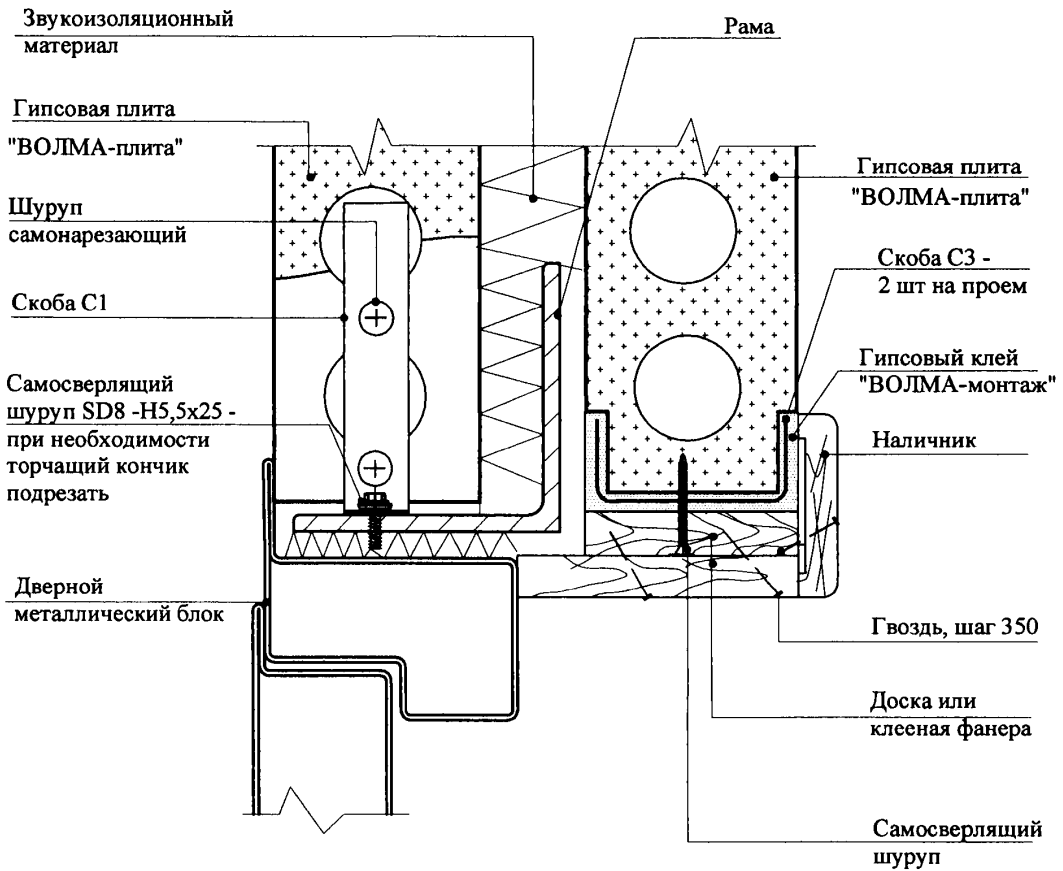 Звукоизоляционный
материал
Рама
Гипсовая плита
"ВОЛМА-плита"
Гипсовая плита
"ВОЛМА-плита"
Шуруп
самонарезающий
Скоба С3 -
2 шт на проем
Скоба С1
Гипсовый клей
"ВОЛМА-монтаж"
Самосверлящий
шуруп SD8 -H5,5x25 -
при необходимости
торчащий кончик
подрезать
Наличник
Дверной
металлический блок
Гвоздь, шаг 350
Доска или
клееная фанера
Самосверлящий
шуруп